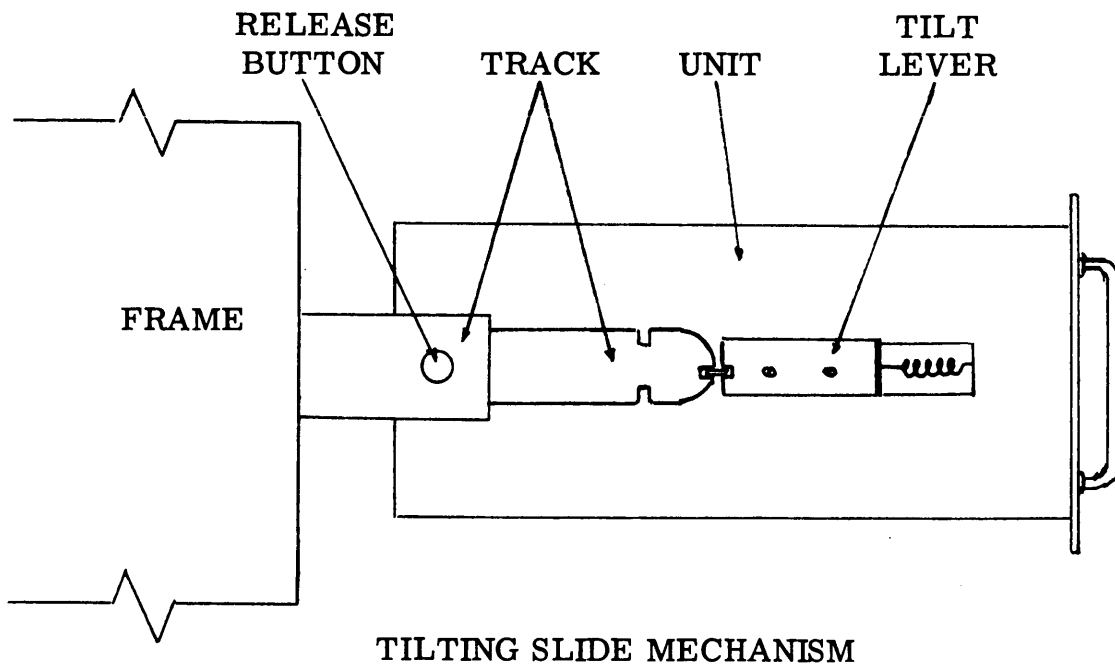 RELEASE
BUTTON
TRACK
UNIT
TILT
LEVER
FRAME
TILTING SLIDE MECHANISM